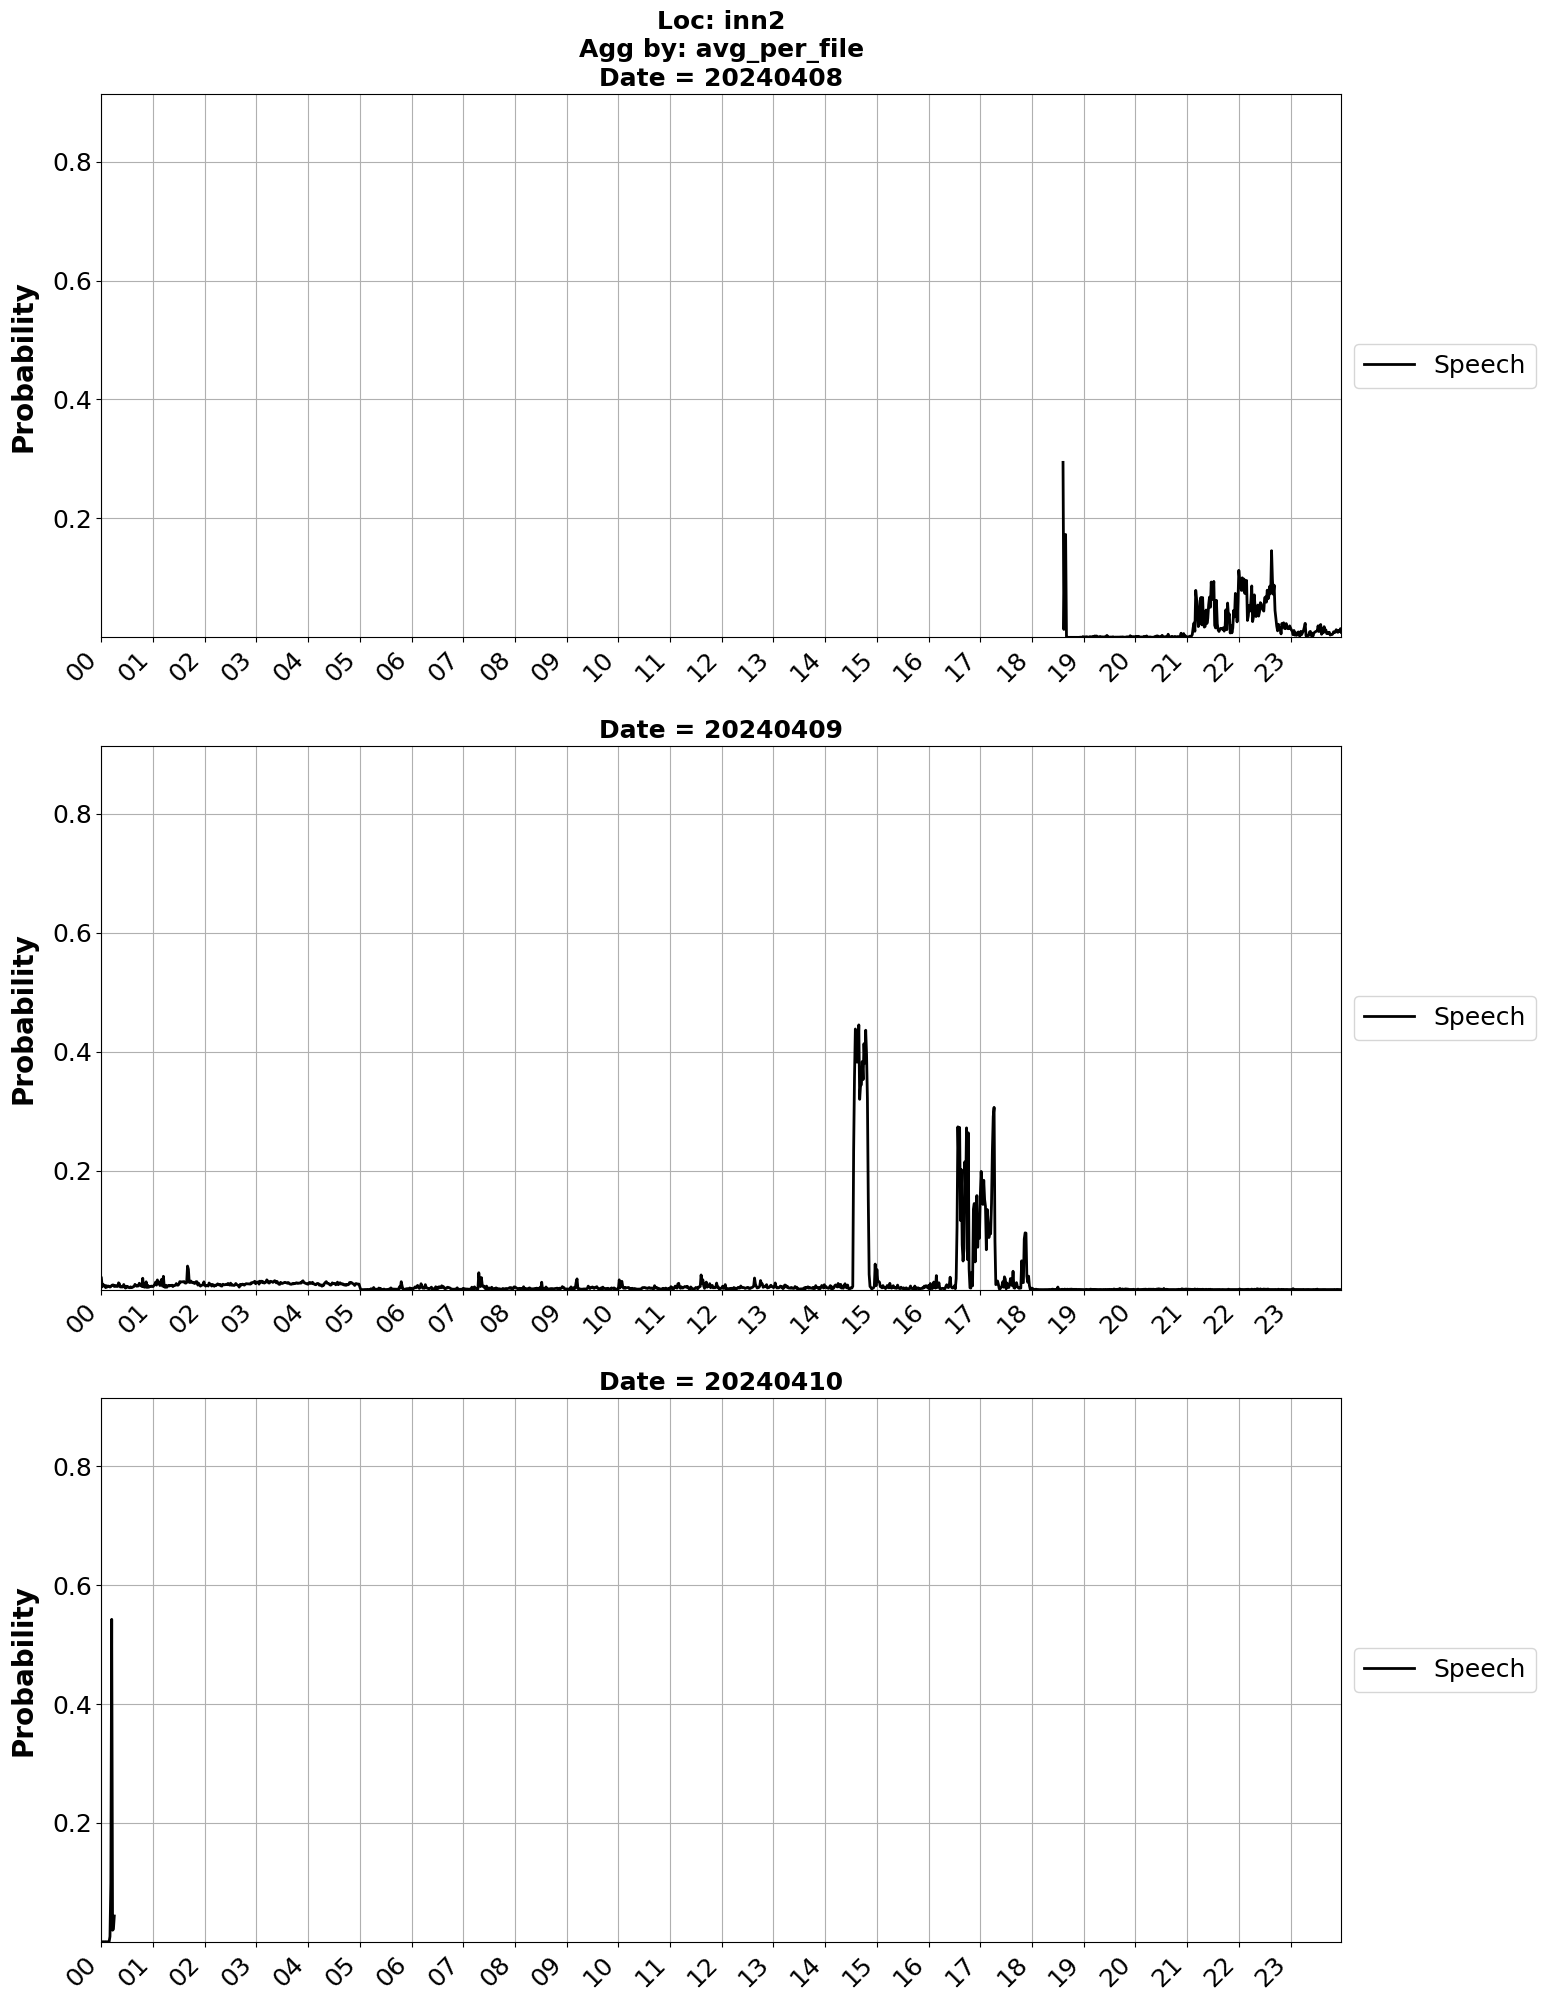 Loc: inn2
Agg by: avg_per_file
Date = 20240408
Probability
0.8
0.6
0.4
0.2
00 01 02 03 04 05 06 07 08 09 10 11 12 13 14 15 16 17 18 19 20 21 22 23
Speech
Date = 20240409
Probability
0.8
0.6
0.4
0.2
00 01 02 03 04 05 06 07 08 09 10 11 12 13 14 15 16 17 18 19 20 21 22 23
Speech
Date = 20240410
Probability
0.8
0.6
0.4
0.2
00 01 02 03 04 05 06 07 08 09 10 11 12 13 14 15 16 17 18 19 20 21 22 23
Speech